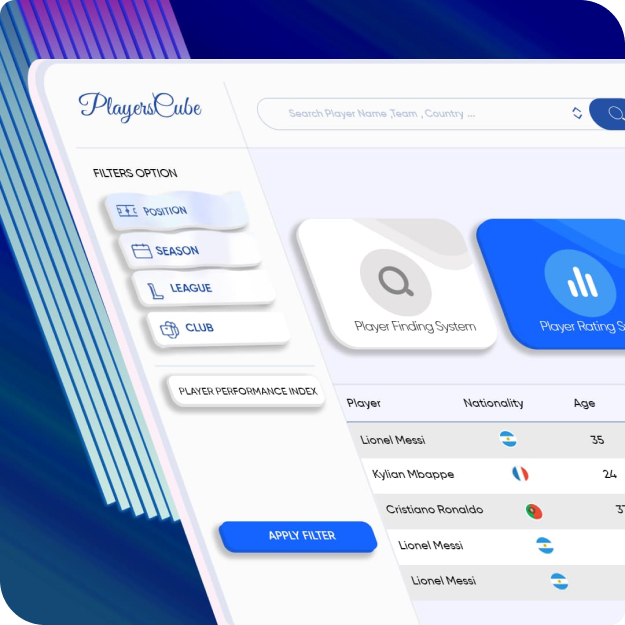 PlayersCube
Search Player Name ,Team , Country ...
FILTERS OPTION
POSITION
SEASON
LEAGUE
CLUB
PLAYER PERFORMANCE INDEX
APPLY FILTER
Player Finding System
Player Rating S
Player Nationality Age
Lionel Messi 35
Kylian Mbappe 24
Cristiano Ronaldo
Lionel Messi
Lionel Messi